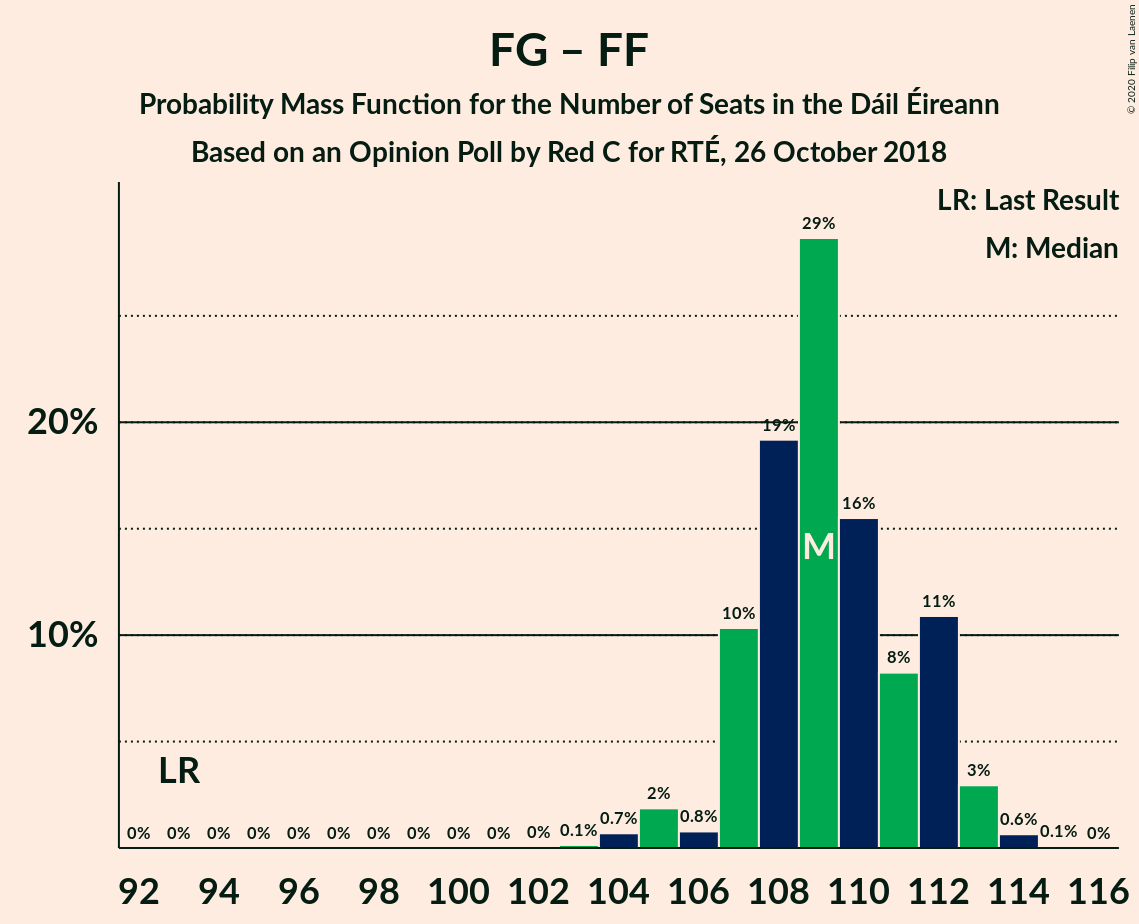 FG – FF
Probability Mass Function for the Number of Seats in the Dáil Éireann
Based on an Opinion Poll by Red C for RTÉ, 26 October 2018
© 2020 Filip van Laenen
LR: Last Result
M: Median
29%
20%
19%
16%
M
11%
10%
10%
8%
LR
3%
2%
0% 0% 0% 0% 0% 0% 0% 0% 0% 0% 0% 0.1% 0.7% 0.8% 0.6% 0.1% 0%
92 94 96 98 100 102 104 106 108 110 112 114 116